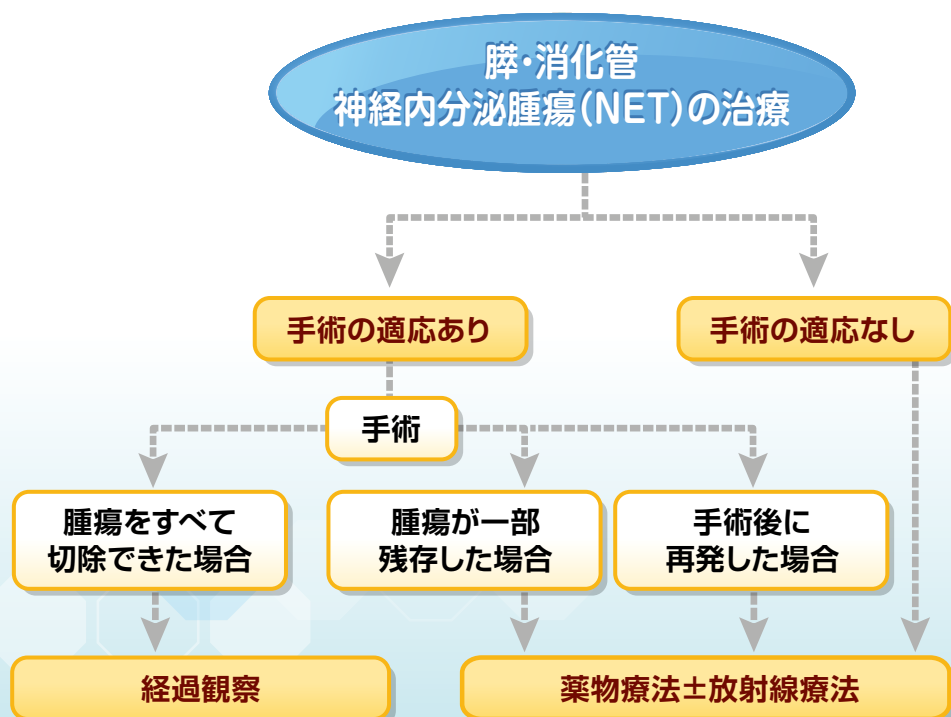 膵・消化管
神経内分泌腫瘍(NET)の治療
手術の適応あり
手術の適応なし
手術
腫瘍をすべて
切除できた場合
腫瘍が一部
残存した場合
手術後に
再発した場合
経過観察
薬物療法±放射線療法